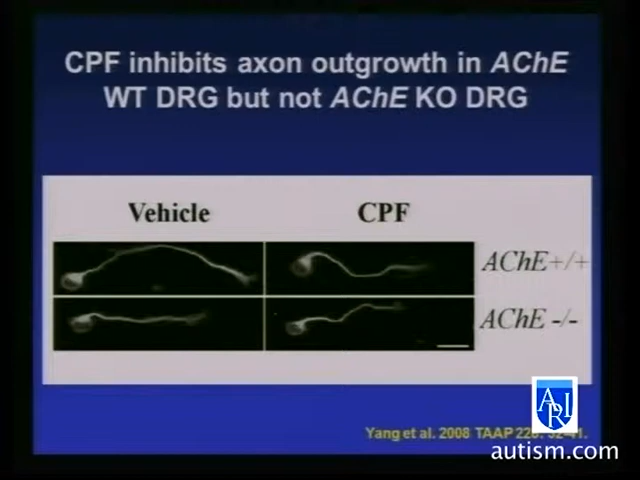 CPF inhibits axon outgrowth in AChE
WT DRG but not AChE KO DRG
Vehicle CPF
AChE+/+
AChE -/-
ARI
Yang et al. 2008 TAAP
autism.com